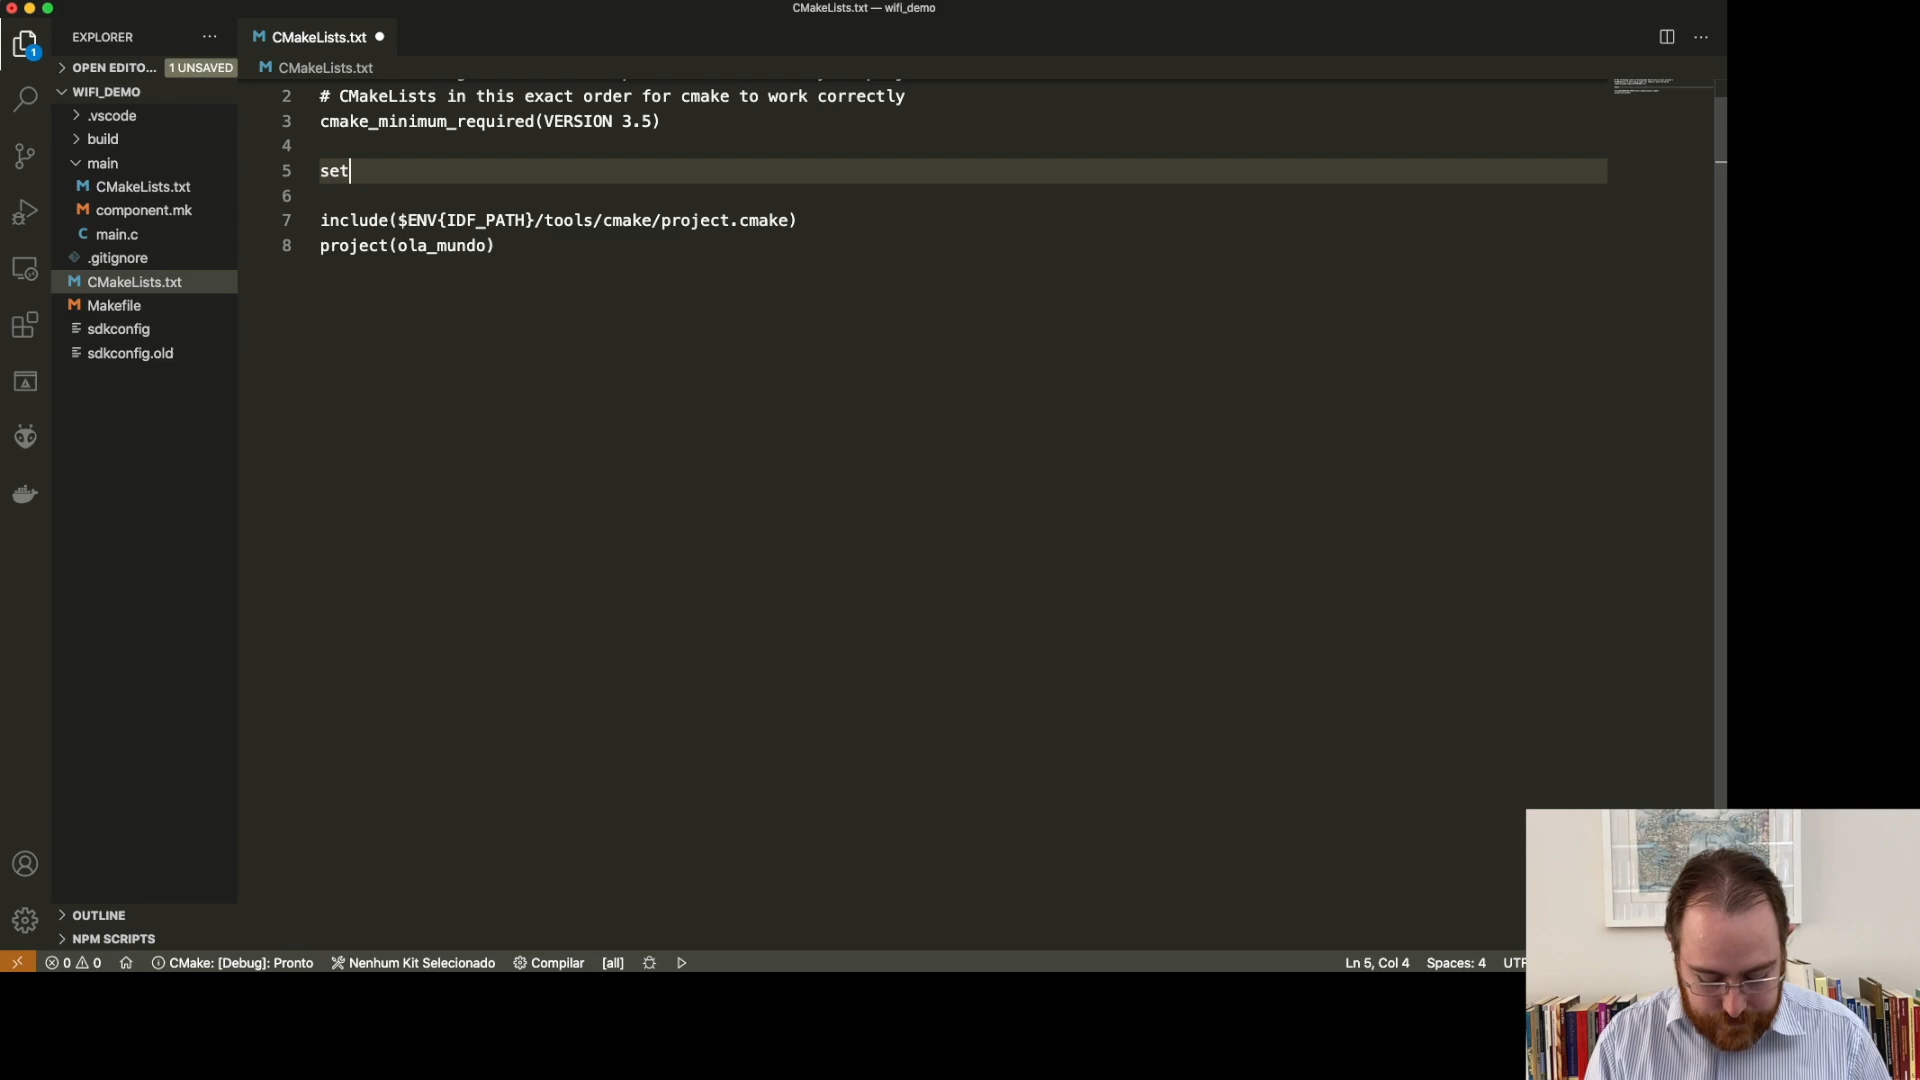 CMakeLists.txt — wifi_demo
EXPLORER
CMakeLists.txt
OPEN EDITO... 1 UNSAVED
CMakeLists.txt
WIFI_DEMO
.vscode
build
main
CMakeLists.txt
component.mk
main.c
.gitignore
CMakeLists.txt
Makefile
sdkconfig
sdkconfig.old
OUTLINE
NPM SCRIPTS
1
2 # CMakeLists in this exact order for cmake to work correctly
3 cmake_minimum_required(VERSION 3.5)
4
5 set
6
7 include($ENV{IDF_PATH}/tools/cmake/project.cmake)
8 project(ola_mundo)
0 0 CMake: [Debug]: Pronto Nenhum Kit Selecionado Compilar [all] Ln 5, Col 4 Spaces: 4 UTF